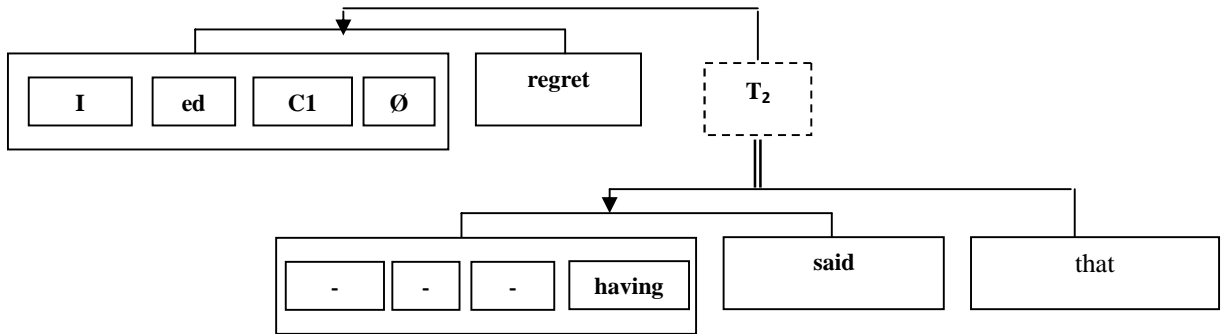 I ed C1 Ø regret T₂
- - - having said that